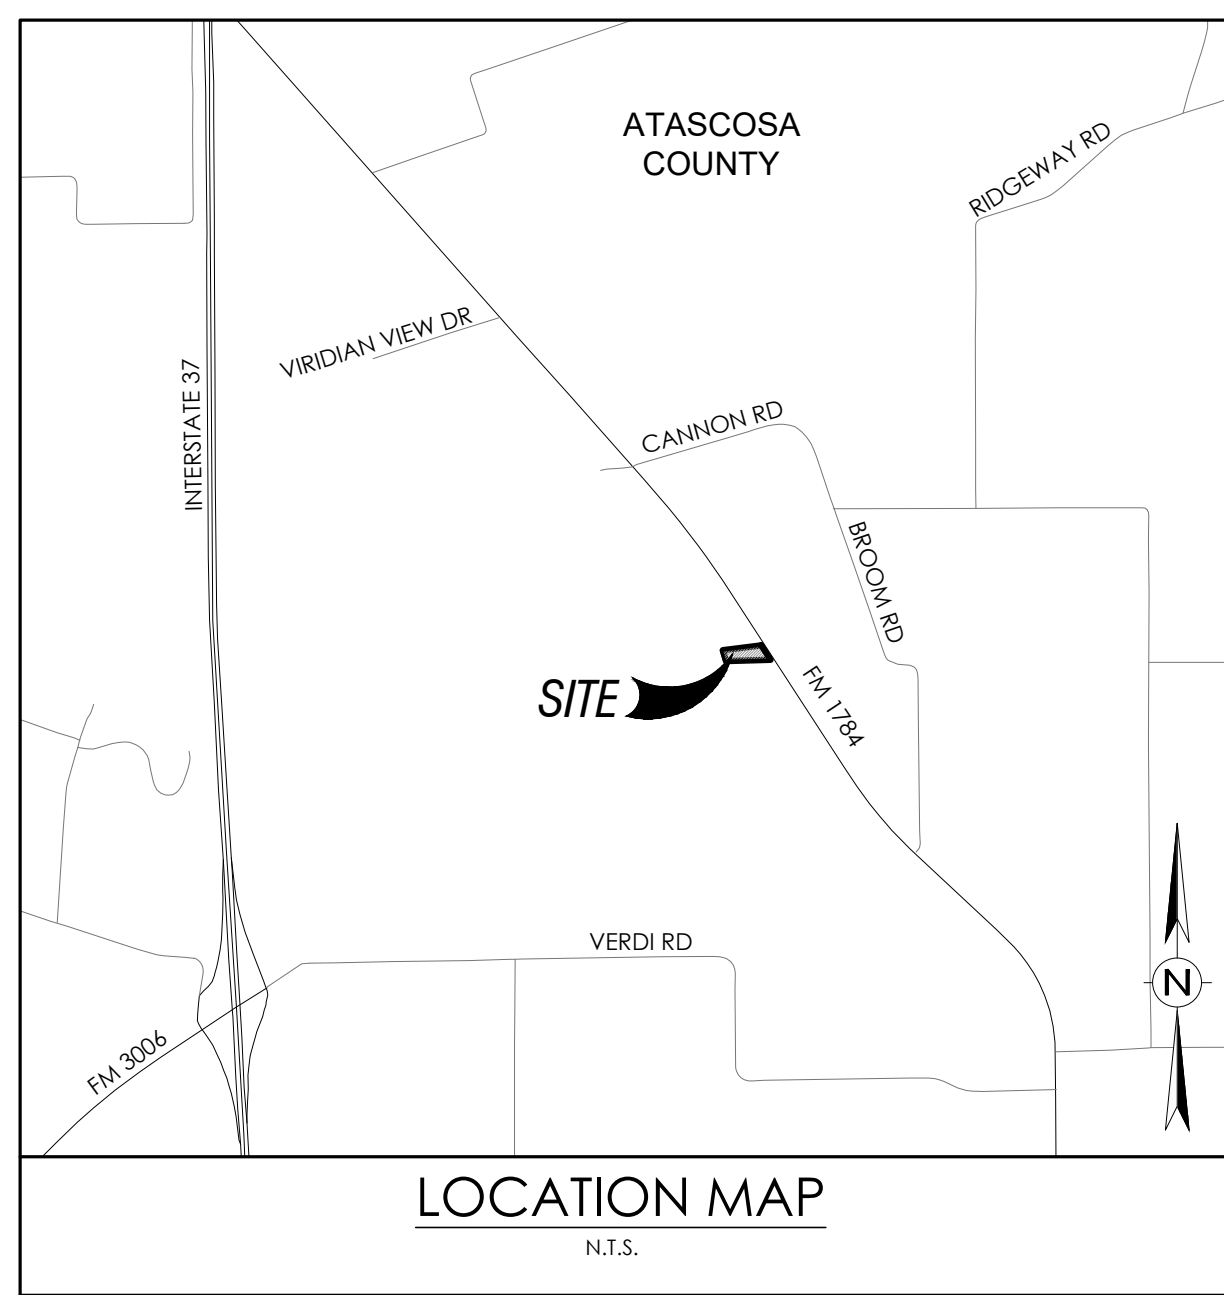 ATASCOSA
COUNTY
RIDGEWAY RD
VIRIDIAN VIEW DR
INTERSTATE 37
CANNON RD
BROOM RD
SITE
FM 1784
VERDI RD
N
FM 3006
LOCATION MAP
N.T.S.